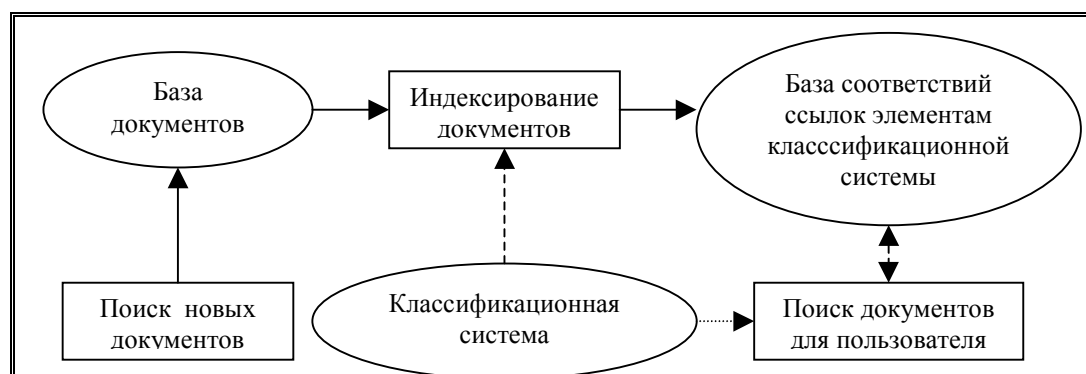 База
документов
Индексирование
документов
База соответствий
ссылок элементам
класссификационной
системы
Поиск новых
документов
Классификационная
система
Поиск документов
для пользователя